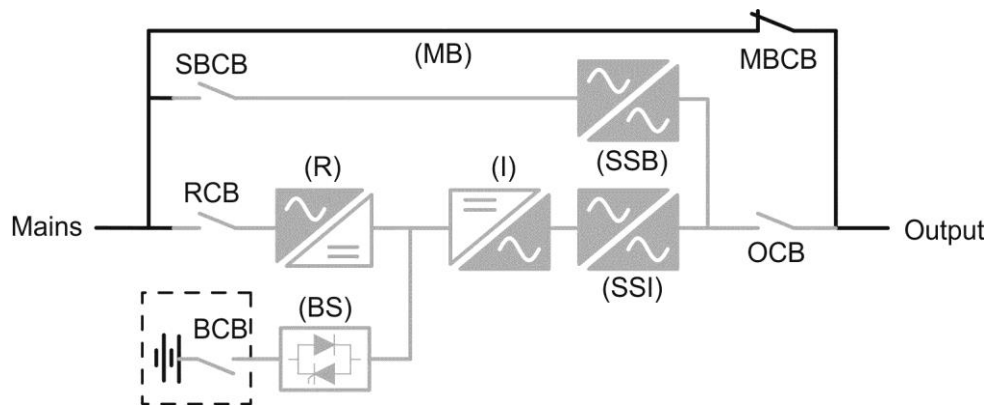 (MB)
MBCB
SBCB
(SSB)
(R)
(I)
RCB
Mains
Output
OCB
(SSI)
(BS)
BCB